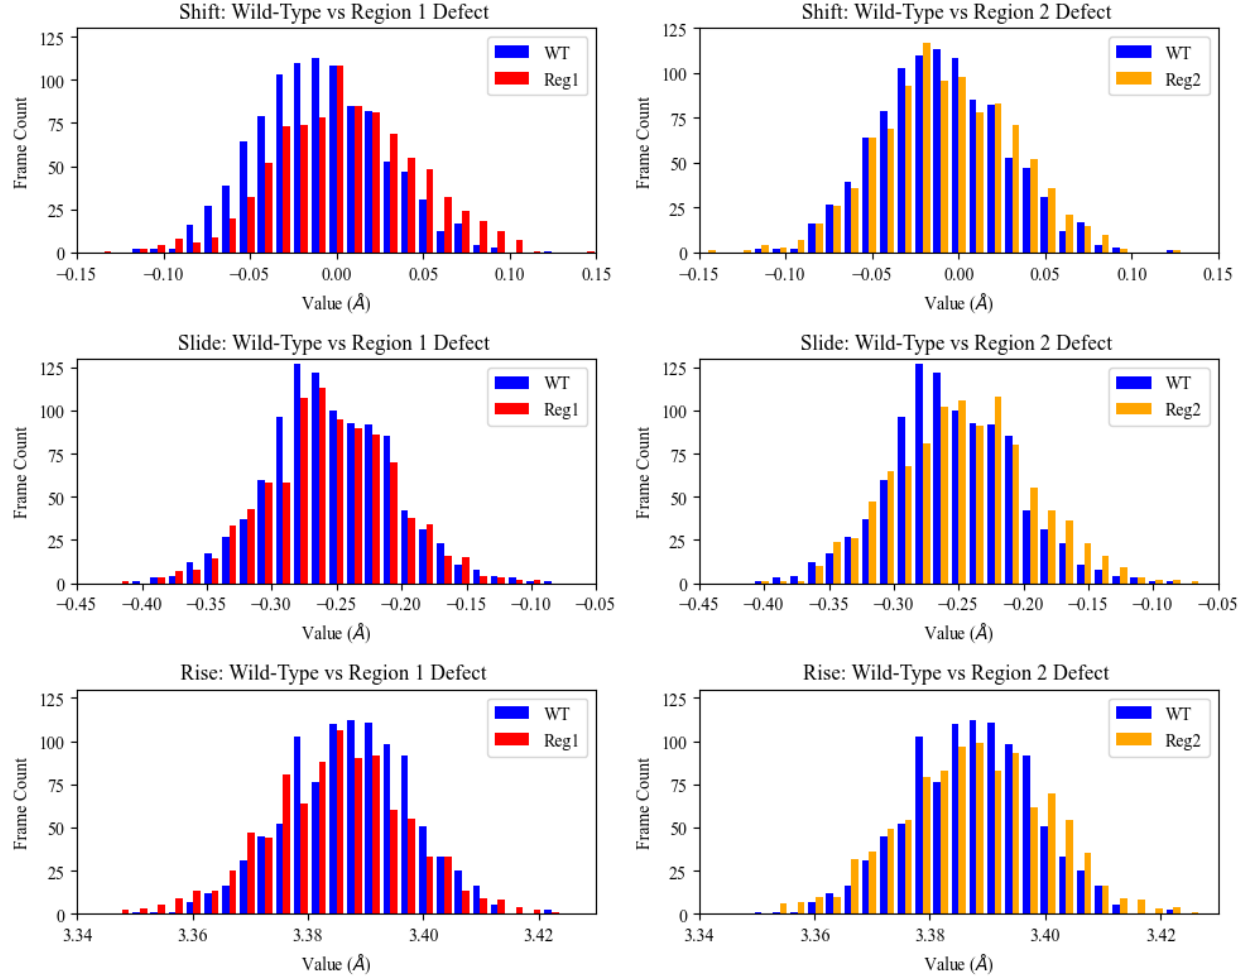 Shift: Wild-Type vs Region 1 Defect
Frame Count
125
100
75
50
25
0
WT
Reg1
−0.15 −0.10 −0.05 0.00 0.05 0.10 0.15
Value (Å)
Shift: Wild-Type vs Region 2 Defect
Frame Count
125
100
75
50
25
0
WT
Reg2
−0.15 −0.10 −0.05 0.00 0.05 0.10 0.15
Value (Å)
Slide: Wild-Type vs Region 1 Defect
Frame Count
125
100
75
50
25
0
WT
Reg1
−0.45 −0.40 −0.35 −0.30 −0.25 −0.20 −0.15 −0.10 −0.05
Value (Å)
Slide: Wild-Type vs Region 2 Defect
Frame Count
125
100
75
50
25
0
WT
Reg2
−0.45 −0.40 −0.35 −0.30 −0.25 −0.20 −0.15 −0.10 −0.05
Value (Å)
Rise: Wild-Type vs Region 1 Defect
Frame Count
125
100
75
50
25
0
WT
Reg1
3.34 3.36 3.38 3.40 3.42
Value (Å)
Rise: Wild-Type vs Region 2 Defect
Frame Count
125
100
75
50
25
0
WT
Reg2
3.34 3.36 3.38 3.40 3.42
Value (Å)